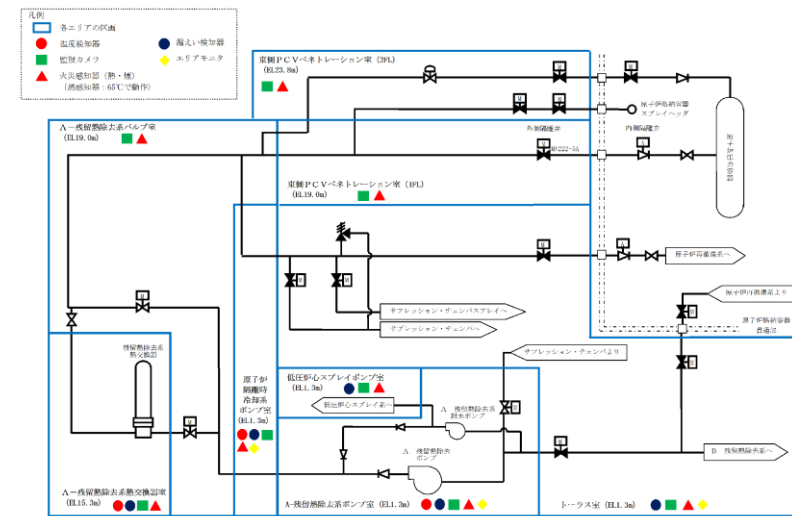 凡例
各エリアの区画
温度検知器
漏えい検知器
監視カメラ
エリアモニタ
火災感知器(熱・煙)
(熱感知器:65℃で動作)
東側PCVペネトレーション室(2FL)
(EL23.8m)
原子炉格納容器
スプレイヘッダ
A-残留熱除去系バルブ室
(EL19.0m)
外側隔離弁
内側隔離弁
MV222-5A
原子炉圧力容器
東側PCVペネトレーション室(1FL)
(EL19.0m)
原子炉再循環系へ
原子炉再循環系より
サプレッション・チェンバスプレイへ
サプレッション・チェンバへ
原子炉格納容器
貫通部
残留熱除去系
熱交換器
サプレッション・チェンバより
原子炉
隔離時
冷却系
ポンプ室
(EL1.3m)
低圧炉心スプレイポンプ室
(EL1.3m)
低圧炉心スプレイ系へ
A 残留熱除去系
封水ポンプ
A 残留熱除去
ポンプ
B 残留熱除去系へ
A-残留熱除去系熱交換器室
(EL15.3m)
A-残留熱除去系ポンプ室(EL1.3m)
トーラス室(EL1.3m)